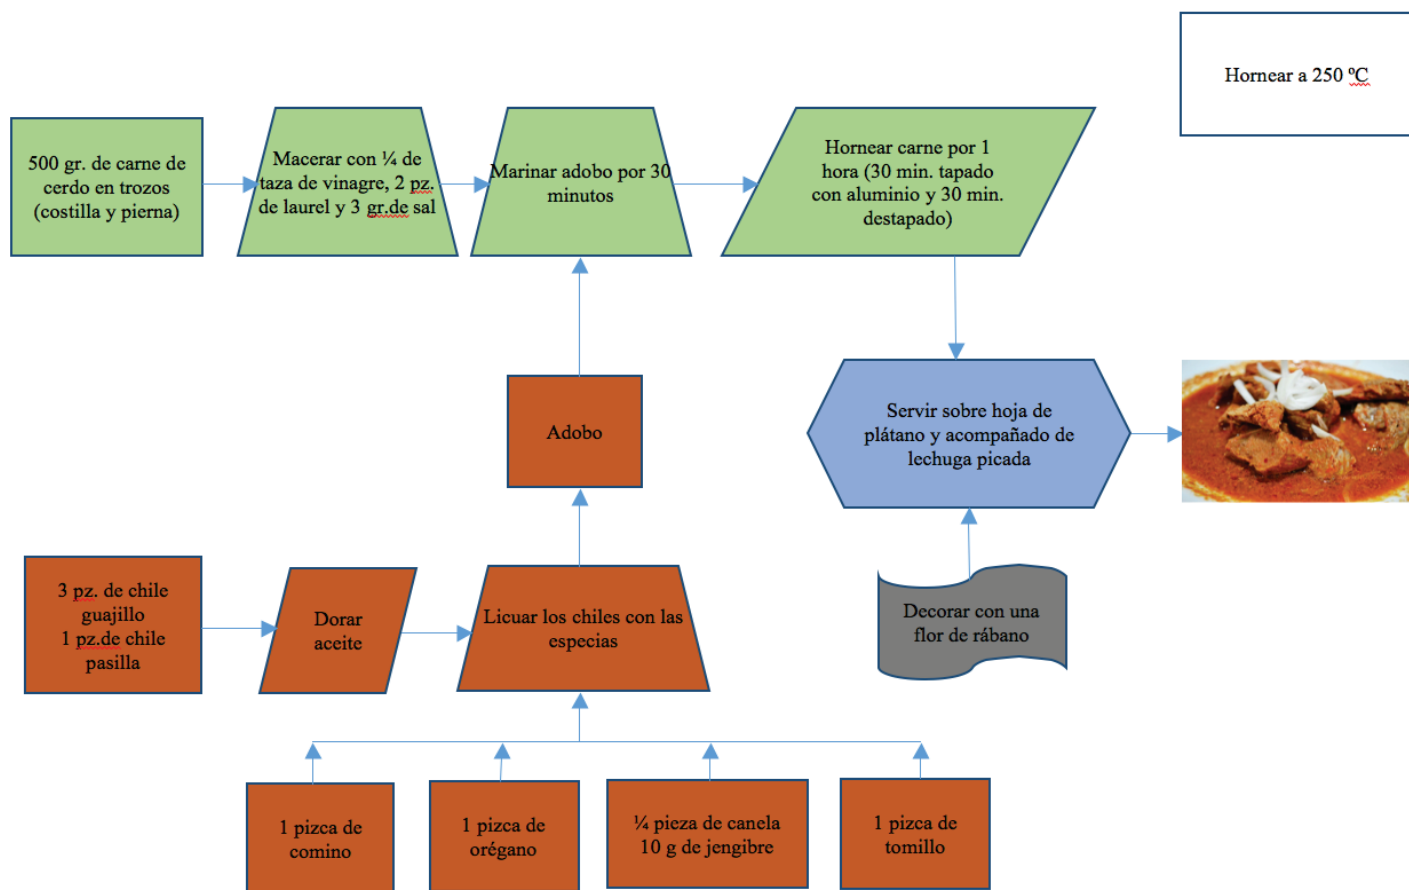 Hornear a 250 ºC
500 gr. de carne de
cerdo en trozos
(costilla y pierna)
Macerar con ¼ de
taza de vinagre, 2 pz.
de laurel y 3 gr.de sal
Marinar adobo por 30
minutos
Hornear carne por 1
hora (30 min. tapado
con aluminio y 30 min.
destapado)
Adobo
Servir sobre hoja de
plátano y acompañado de
lechuga picada
3 pz. de chile
guajillo
1 pz.de chile
pasilla
Dorar
aceite
Licuar los chiles con las
especias
Decorar con una
flor de rábano
1 pizca de
comino
1 pizca de
orégano
¼ pieza de canela
10 g de jengibre
1 pizca de
tomillo